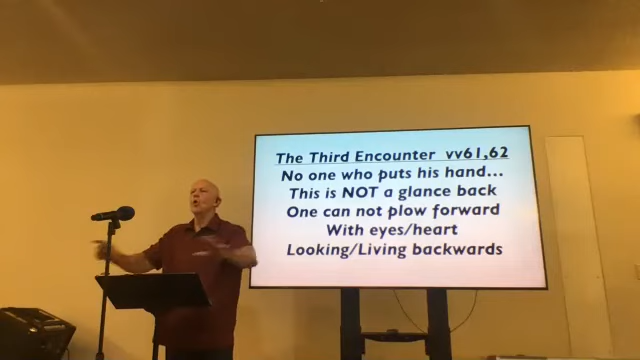 The Third Encounter vv61,62
No one who puts his hand...
This is NOT a glance back
One can not plow forward
With eyes/heart
Looking/Living backwards